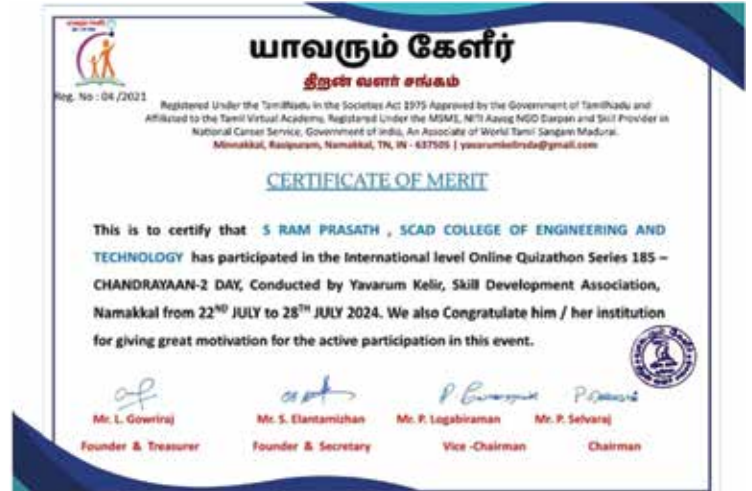 யாவரும் கேளீர்
திறன் வளர் சங்கம்
Reg. No : 04 /2021
Registered Under the TamilNadu in the Societies Act 1975 Approved by the Government of TamilNadu and
Affiliated to the Tamil Virtual Academy, Registered Under the MSME, NITI Aayog NGO Darpan and Skill Provider in
National Career Service, Government of India, An Associate of World Tamil Sangam Madurai.
Minnakkal, Rasipuram, Namakkal, TN, IN - 637505 | yavarumkelirsda@gmail.com
CERTIFICATE OF MERIT
This is to certify that S RAM PRASATH , SCAD COLLEGE OF ENGINEERING AND
TECHNOLOGY has participated in the International level Online Quizathon Series 185 –
CHANDRAYAAN-2 DAY, Conducted by Yavarum Kelir, Skill Development Association,
Namakkal from 22ND JULY to 28TH JULY 2024. We also Congratulate him / her institution
for giving great motivation for the active participation in this event.
Mr. L. Gowriraj Mr. S. Elantamizhan Mr. P. Logabiraman Mr. P. Selvaraj
Founder & Treasurer Founder & Secretary Vice -Chairman Chairman